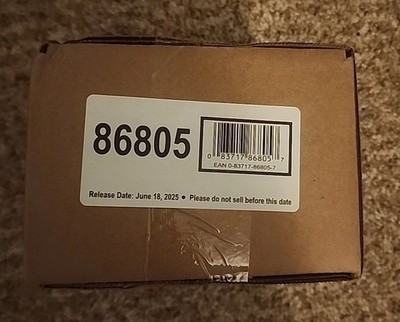 86805
0 83717 86805 7
EAN 0-83717-86805-7
Release Date: June 18, 2025 • Please do not sell before this date